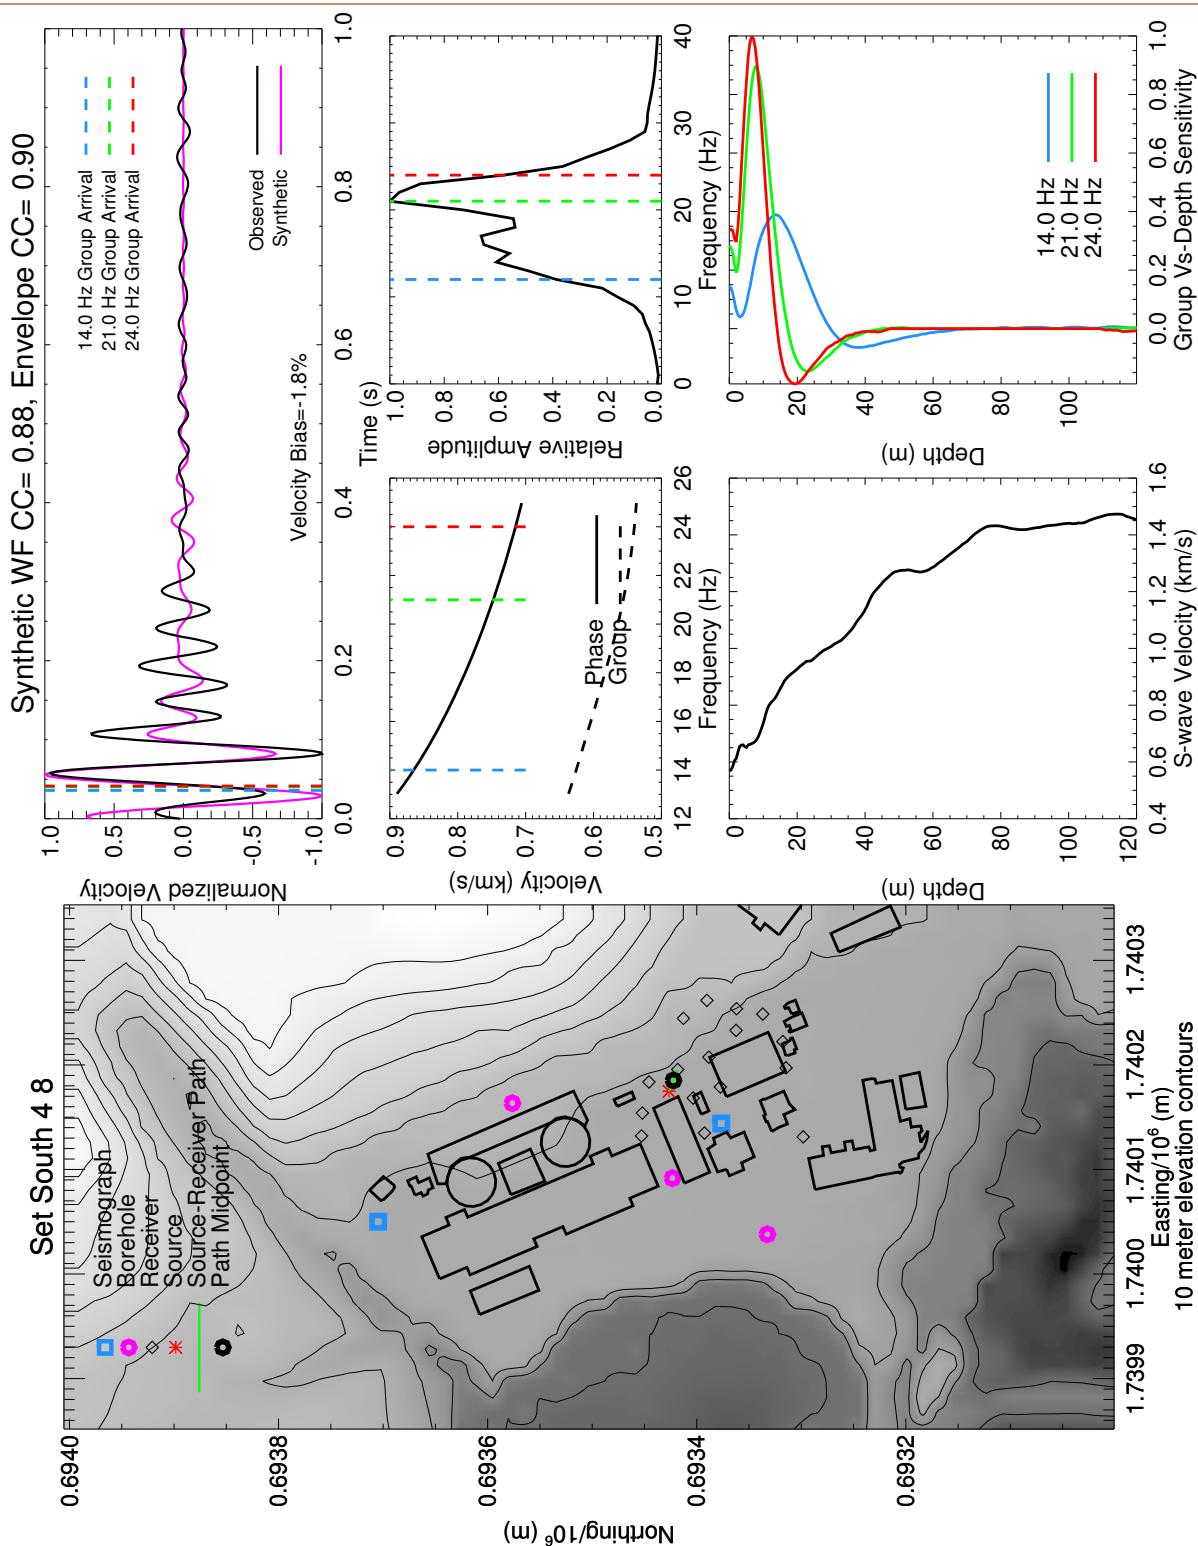 Set South 4 8
Seismograph
Borehole
Receiver
Source
Source-Receiver Path
Path Midpoint
0.6940
0.6938
0.6936
0.6934
0.6932
Northing/10⁶ (m)
1.7399
1.7400
1.7401
1.7402
1.7403
Easting/10⁶ (m)
10 meter elevation contours
Synthetic WF CC= 0.88, Envelope CC= 0.90
1.0
0.5
0.0
-0.5
-1.0
Normalized Velocity
14.0 Hz Group Arrival
21.0 Hz Group Arrival
24.0 Hz Group Arrival
Observed
Synthetic
Velocity Bias=-1.8%
0.0
0.2
0.4
0.6
0.8
1.0
Time (s)
0.9
0.8
0.7
0.6
0.5
Velocity (km/s)
Phase
Group
12
14
16
18
20
22
24
26
Frequency (Hz)
1.0
0.8
0.6
0.4
0.2
0.0
Relative Amplitude
0
10
20
30
40
Frequency (Hz)
0
20
40
60
80
100
120
Depth (m)
0.4
0.6
0.8
1.0
1.2
1.4
1.6
S-wave Velocity (km/s)
0
20
40
60
80
100
Depth (m)
14.0 Hz
21.0 Hz
24.0 Hz
0.0
0.2
0.4
0.6
0.8
1.0
Group Vs-Depth Sensitivity